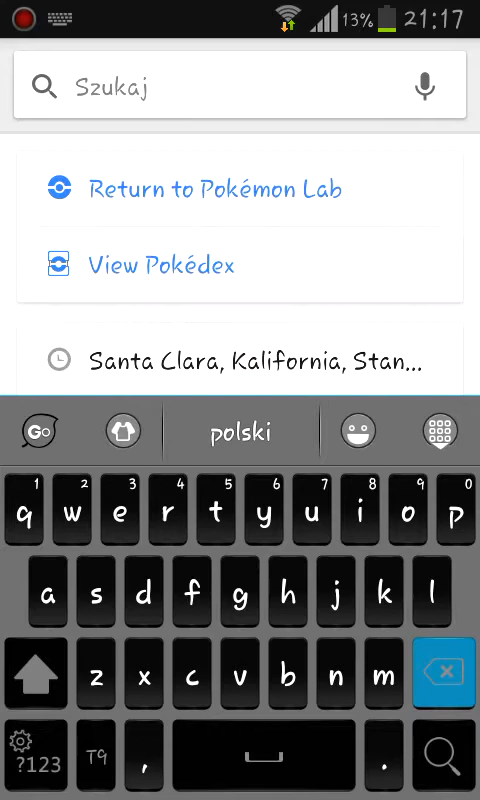 13% 21:17
Szukaj
Return to Pokémon Lab
View Pokédex
Santa Clara, Kalifornia, Stan...
Go polski
1 2 3 4 5 6 7 8 9 0
q w e r t y u i o p
a s d f g h j k l
z x c v b n m
?123 T9 , .